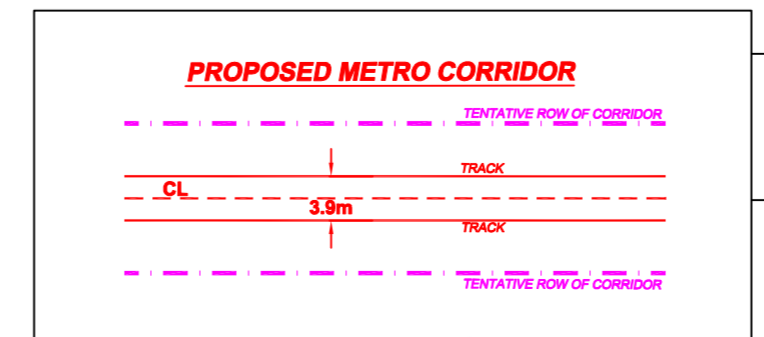 PROPOSED METRO CORRIDOR
TENTATIVE ROW OF CORRIDOR
TRACK
CL
3.9m
TRACK
TENTATIVE ROW OF CORRIDOR